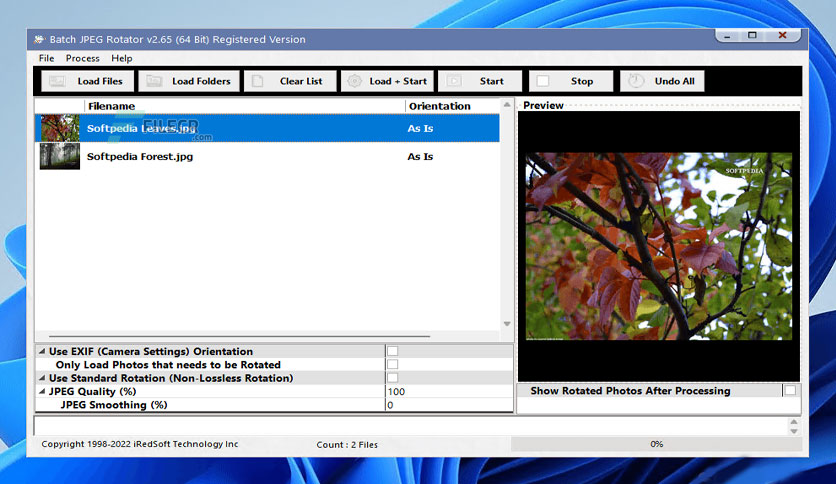 Batch JPEG Rotator v2.65 (64 Bit) Registered Version
File Process Help
Load Files Load Folders Clear List Load + Start Start Stop Undo All
Filename Orientation
Preview
Softpedia Leaves.jpg As Is
FILECR
.com
Softpedia Forest.jpg As Is
SOFTPEDIA
Use EXIF (Camera Settings) Orientation
Only Load Photos that needs to be Rotated
Use Standard Rotation (Non-Lossless Rotation)
JPEG Quality (%) 100
JPEG Smoothing (%) 0
Show Rotated Photos After Processing
Copyright 1998-2022 iRedSoft Technology Inc Count : 2 Files 0%